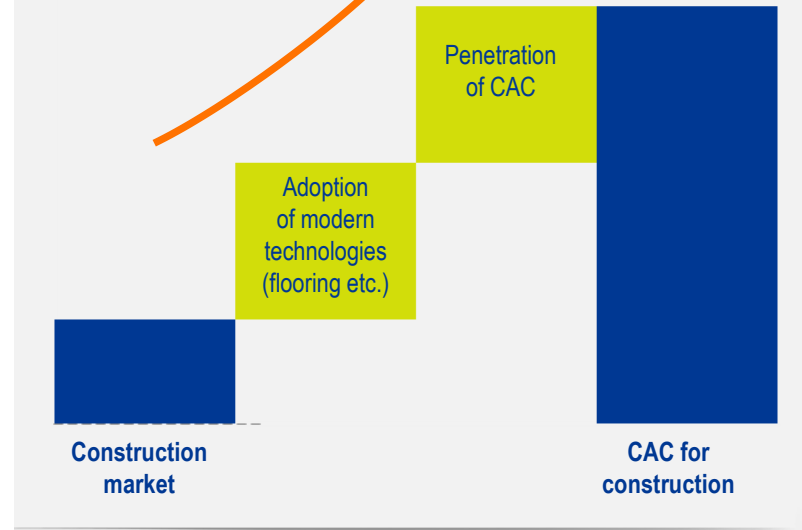 Penetration
of CAC
Adoption
of modern
technologies
(flooring etc.)
Construction
market
CAC for
construction